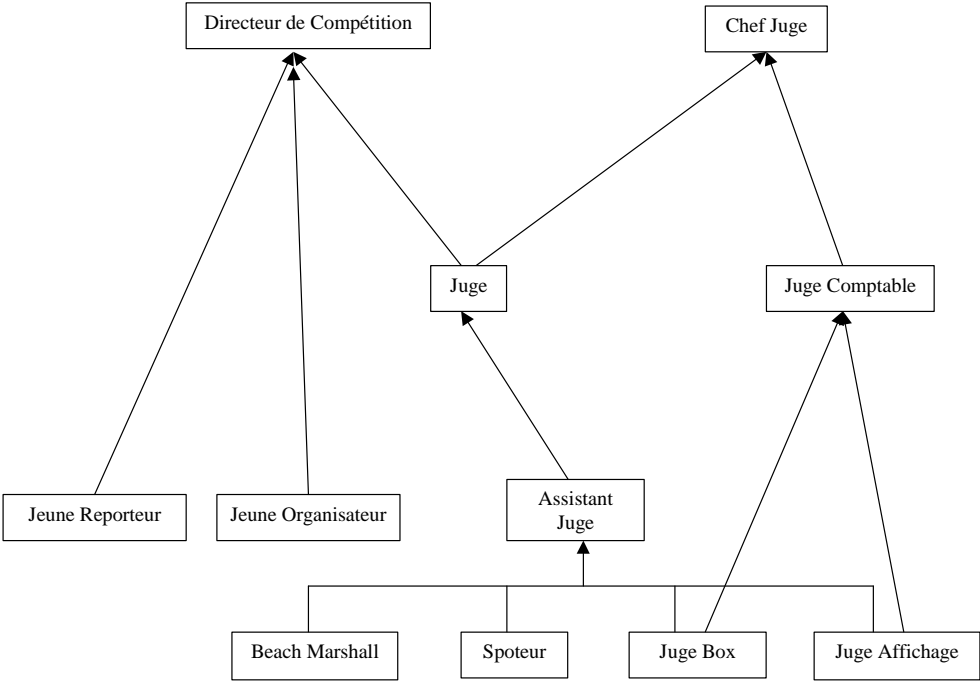 Directeur de Compétition
Chef Juge
Juge
Juge Comptable
Jeune Reporteur
Jeune Organisateur
Assistant
Juge
Beach Marshall
Spoteur
Juge Box
Juge Affichage